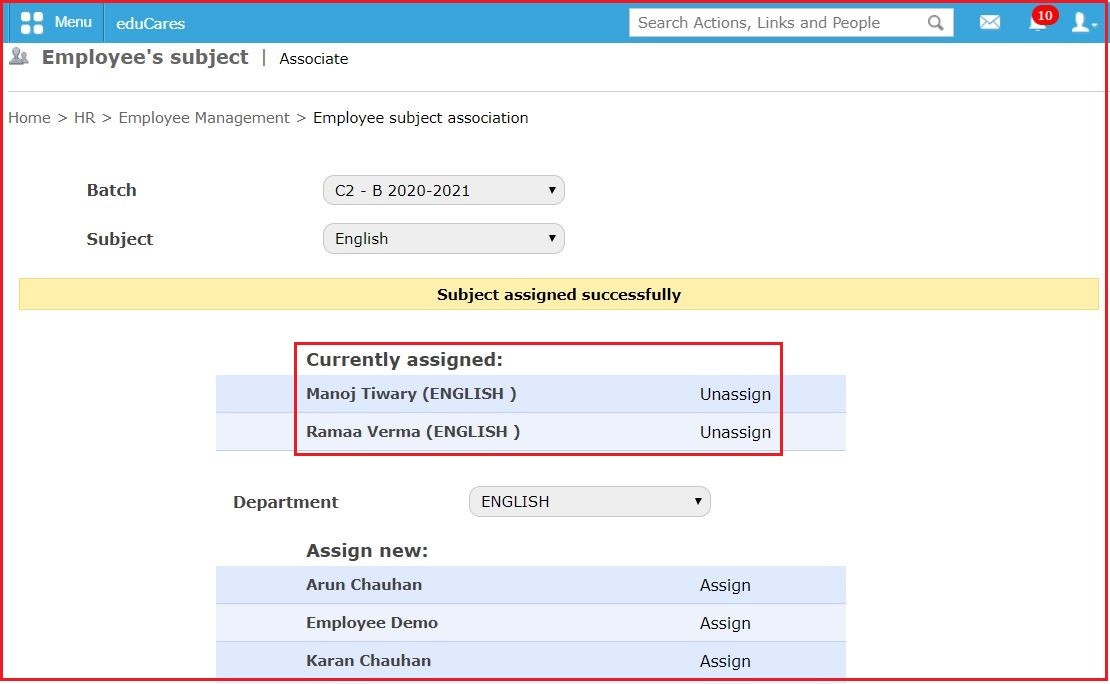 Menu eduCares Search Actions, Links and People 10
Employee's subject | Associate
Home > HR > Employee Management > Employee subject association
Batch C2 - B 2020-2021
Subject English
Subject assigned successfully
Currently assigned:
Manoj Tiwary (ENGLISH ) Unassign
Ramaa Verma (ENGLISH ) Unassign
Department ENGLISH
Assign new:
Arun Chauhan Assign
Employee Demo Assign
Karan Chauhan Assign